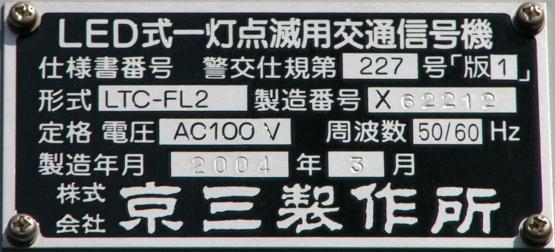 LED式一灯点滅用交通信号機
仕様書番号 警交仕規第 227 号「版1」
形式 LTC-FL2 製造番号 X 62212
定格 電圧 AC100V 周波数 50/60 Hz
製造年月 2004 年 3 月
株式会社 京三製作所